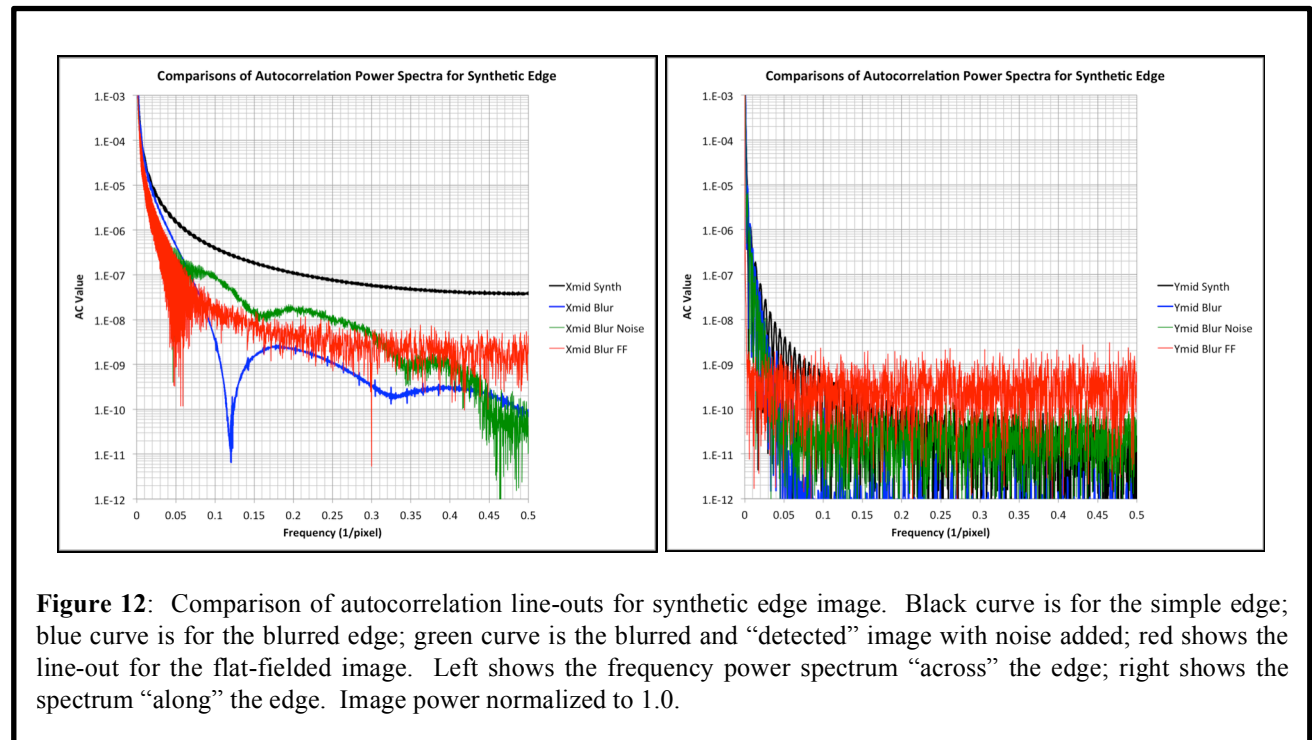 Comparisons of Autocorrelation Power Spectra for Synthetic Edge
1.E-03
1.E-04
1.E-05
1.E-06
1.E-07
1.E-08
1.E-09
1.E-10
1.E-11
1.E-12
AC Value
0 0.05 0.1 0.15 0.2 0.25 0.3 0.35 0.4 0.45 0.5
Frequency (1/pixel)
Xmid Synth
Xmid Blur
Xmid Blur Noise
Xmid Blur FF
Comparisons of Autocorrelation Power Spectra for Synthetic Edge
1.E-03
1.E-04
1.E-05
1.E-06
1.E-07
1.E-08
1.E-09
1.E-10
1.E-11
1.E-12
AC Value
0 0.05 0.1 0.15 0.2 0.25 0.3 0.35 0.4 0.45 0.5
Frequency (1/pixel)
Ymid Synth
Ymid Blur
Ymid Blur Noise
Ymid Blur FF
Figure 12: Comparison of autocorrelation line-outs for synthetic edge image. Black curve is for the simple edge;
blue curve is for the blurred edge; green curve is the blurred and “detected” image with noise added; red shows the
line-out for the flat-fielded image. Left shows the frequency power spectrum “across” the edge; right shows the
spectrum “along” the edge. Image power normalized to 1.0.